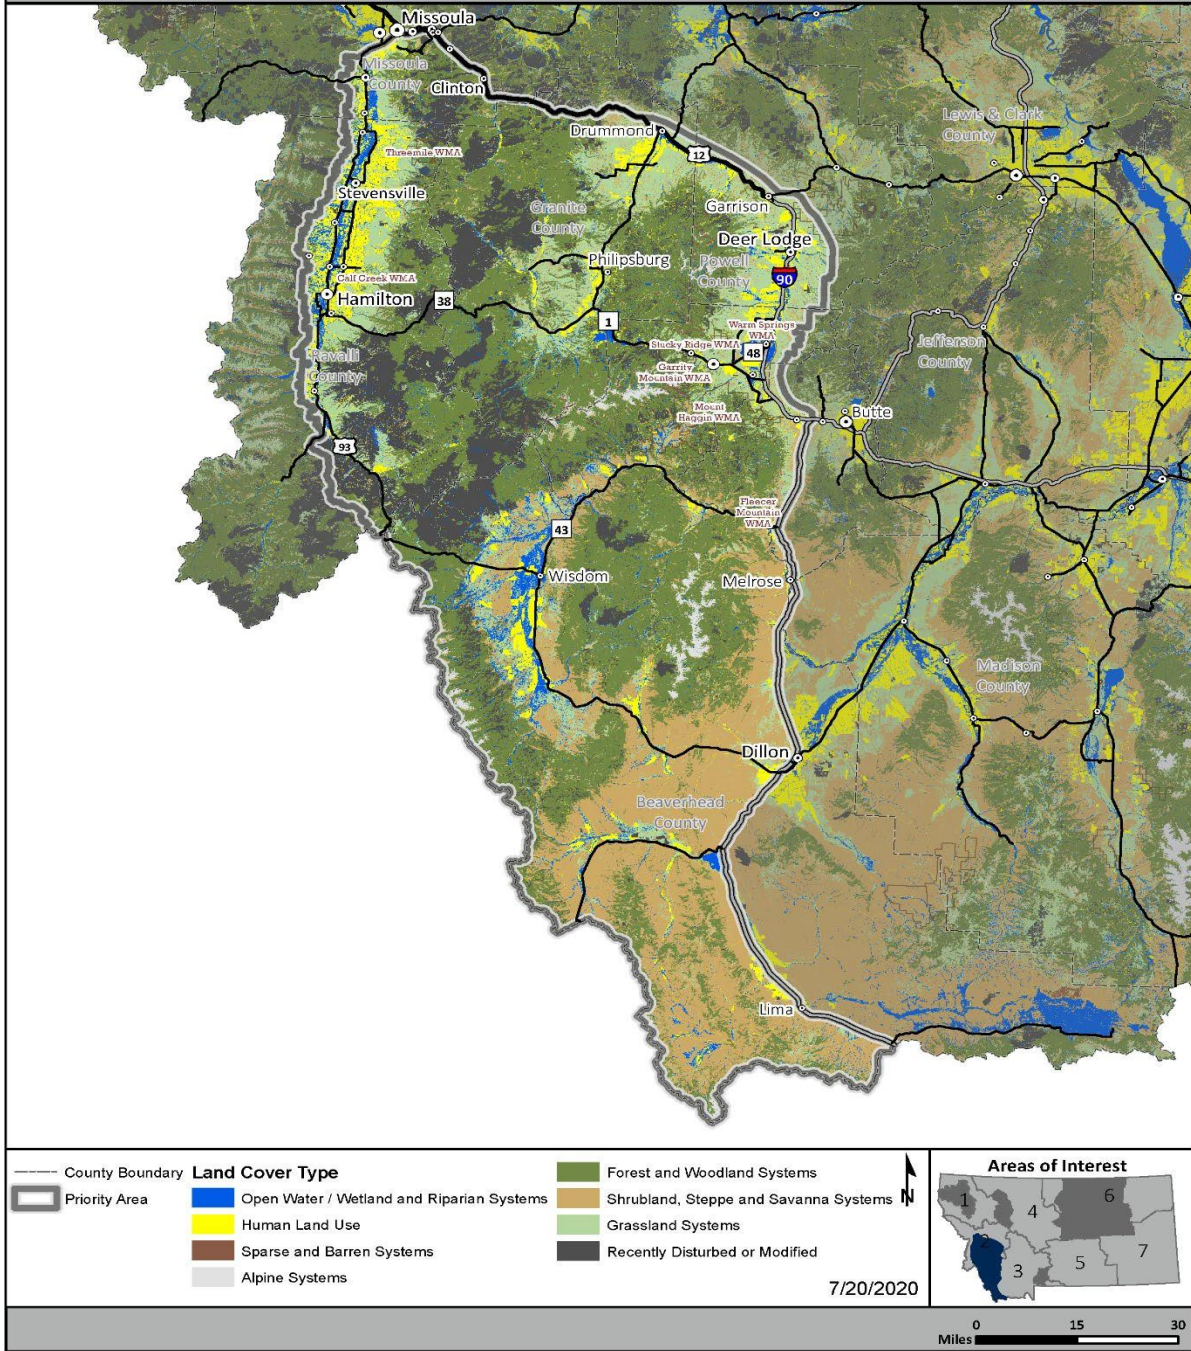 Missoula
Missoula
County
Clinton
Lewis & Clark
County
Drummond
12
Threemile WMA
Stevensville
Garrison
Granite
County
Deer Lodge
Philipsburg
Powell
County
90
Calf Creek WMA
Hamilton
38
1
Warm Springs
WMA
Stucky Ridge WMA
48
Jefferson
County
Ravalli
County
Garrity
Mountain WMA
Mount
Haggin WMA
Butte
93
Fleecer
Mountain
WMA
43
Wisdom
Melrose
Madison
County
Dillon
Beaverhead
County
Lima
County Boundary
Priority Area
Land Cover Type
Open Water / Wetland and Riparian Systems
Human Land Use
Sparse and Barren Systems
Alpine Systems
Forest and Woodland Systems
Shrubland, Steppe and Savanna Systems
Grassland Systems
Recently Disturbed or Modified
N
7/20/2020
Areas of Interest
1
6
4
2
7
5
3
0 15 30
Miles